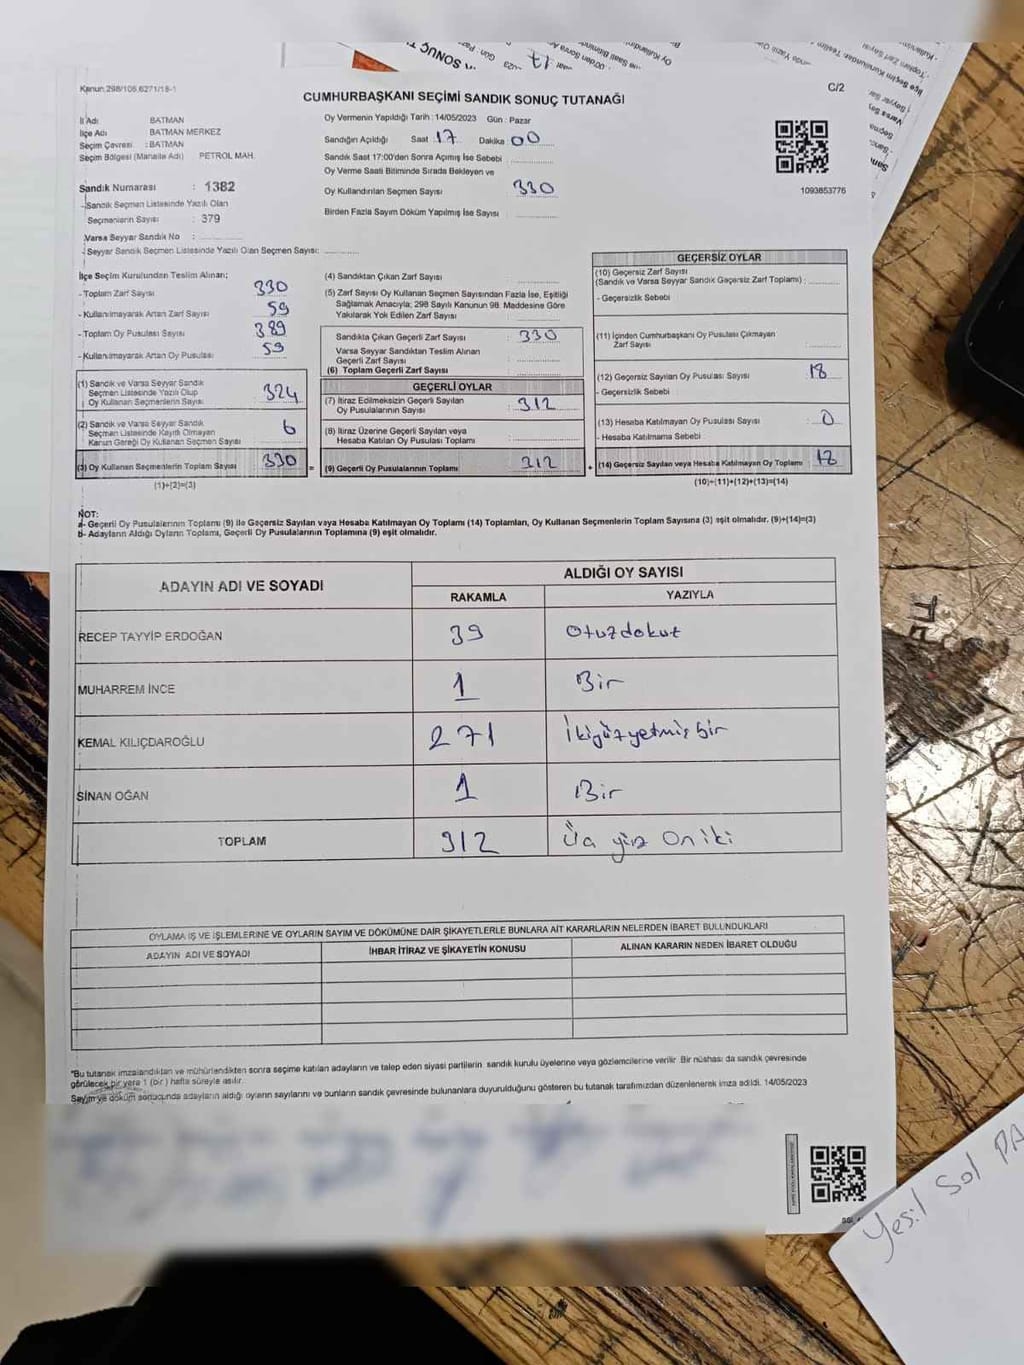 Kanun:298/105,6271/18-1
C/2
CUMHURBAŞKANI SEÇİMİ SANDIK SONUÇ TUTANAĞI
İl Adı BATMAN
İlçe Adı BATMAN MERKEZ
Seçim Çevresi : BATMAN
Seçim Bölgesi (Mahalle Adı) PETROL MAH.
Sandık Numarası : 1382
-Sandık Seçmen Listesinde Yazılı Olan
Seçmenlerin Sayısı : 379
Varsa Seyyar Sandık No :
-Seyyar Sandık Seçmen Listesinde Yazılı Olan Seçmen Sayısı:
Oy Vermenin Yapıldığı Tarih : 14/05/2023 Gün : Pazar
Sandığın Açıldığı Saat 17 Dakika 00
Sandık Saat 17:00'den Sonra Açılmış İse Sebebi
Oy Verme Saati Bitiminde Sırada Bekleyen ve
Oy Kullandırılan Seçmen Sayısı 330
Birden Fazla Sayım Döküm Yapılmış İse Sayısı
1093853776
İlçe Seçim Kurulundan Teslim Alınan;
- Toplam Zarf Sayısı 330
- Kullanılmayarak Artan Zarf Sayısı 59
- Toplam Oy Pusulası Sayısı 389
- Kullanılmayarak Artan Oy Pusulası 59
(1) Sandık ve Varsa Seyyar Sandık
Seçmen Listesinde Yazılı Olup
Oy Kullanan Seçmenlerin Sayısı 324
(2) Sandık ve Varsa Seyyar Sandık
Seçmen Listesinde Kayıtlı Olmayan
Kanun Gereği Oy Kullanan Seçmen Sayısı 6
(3) Oy Kullanan Seçmenlerin Toplam Sayısı 330 =
(1)+(2)=(3)
(4) Sandıktan Çıkan Zarf Sayısı
(5) Zarf Sayısı Oy Kullanan Seçmen Sayısından Fazla İse, Eşitliği
Sağlamak Amacıyla; 298 Sayılı Kanunun 98. Maddesine Göre
Yakılarak Yok Edilen Zarf Sayısı
Sandıkta Çıkan Geçerli Zarf Sayısı : 330
Varsa Seyyar Sandıktan Teslim Alınan
Geçerli Zarf Sayısı
(6) Toplam Geçerli Zarf Sayısı
GEÇERLİ OYLAR
(7) İtiraz Edilmeksizin Geçerli Sayılan
Oy Pusulalarının Sayısı : 312
(8) İtiraz Üzerine Geçerli Sayılan veya
Hesaba Katılan Oy Pusulası Toplamı
(9) Geçerli Oy Pusulalarının Toplamı 312 +
GEÇERSİZ OYLAR
(10) Geçersiz Zarf Sayısı
(Sandık ve Varsa Seyyar Sandık Geçersiz Zarf Toplamı) :
- Geçersizlik Sebebi
(11) İçinden Cumhurbaşkanı Oy Pusulası Çıkmayan
Zarf Sayısı
(12) Geçersiz Sayılan Oy Pusulası Sayısı 18
- Geçersizlik Sebebi :
(13) Hesaba Katılmayan Oy Pusulası Sayısı 0
- Hesaba Katılmama Sebebi
(14) Geçersiz Sayılan veya Hesaba Katılmayan Oy Toplamı 18
(10)+(11)+(12)+(13)=(14)
NOT:
a- Geçerli Oy Pusulalarının Toplamı (9) ile Geçersiz Sayılan veya Hesaba Katılmayan Oy Toplamı (14) Toplamları, Oy Kullanan Seçmenlerin Toplam Sayısına (3) eşit olmalıdır. (9)+(14)=(3)
b- Adayların Aldığı Oyların Toplamı, Geçerli Oy Pusulalarının Toplamına (9) eşit olmalıdır.
ADAYIN ADI VE SOYADI
ALDIĞI OY SAYISI
RAKAMLA YAZIYLA
RECEP TAYYİP ERDOĞAN 39 Otuzdokuz
MUHARREM İNCE 1 Bir
KEMAL KILIÇDAROĞLU 271 İkiyüzyetmişbir
SİNAN OĞAN 1 Bir
TOPLAM 312 Üç yüz On iki
OYLAMA İŞ VE İŞLEMLERİNE VE OYLARIN SAYIM VE DÖKÜMÜNE DAİR ŞİKAYETLERLE BUNLARA AİT KARARLARIN NELERDEN İBARET BULUNDUKLARI
ADAYIN ADI VE SOYADI
İHBAR İTİRAZ VE ŞİKAYETİN KONUSU
ALINAN KARARIN NEDEN İBARET OLDUĞU
*Bu tutanak imzalandıktan ve mühürlendikten sonra seçime katılan adayların ve talep eden siyasi partilerin sandık kurulu üyelerine veya gözlemcilerine verilir. Bir nüshası da sandık çevresinde
görülecek bir yere 1 (bir) hafta süreyle asılır.
Sayım ve döküm sonucunda adayların aldığı oyların sayılarını ve bunların sandık çevresinde bulunanlara duyurulduğunu gösteren bu tutanak tarafımızdan düzenlenerek imza edildi. 14/05/2023
Yeşil Sol PA